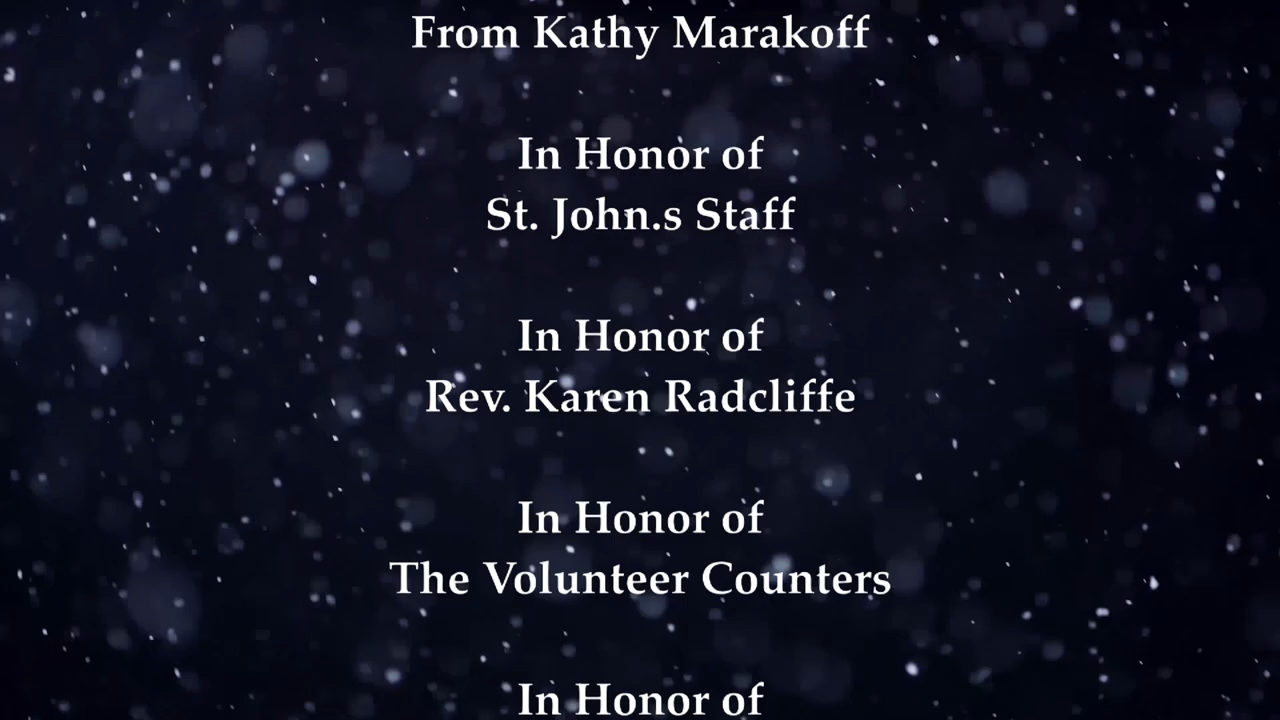 From Kathy Marakoff
In Honor of
St. John.s Staff
In Honor of
Rev. Karen Radcliffe
In Honor of
The Volunteer Counters
In Honor of